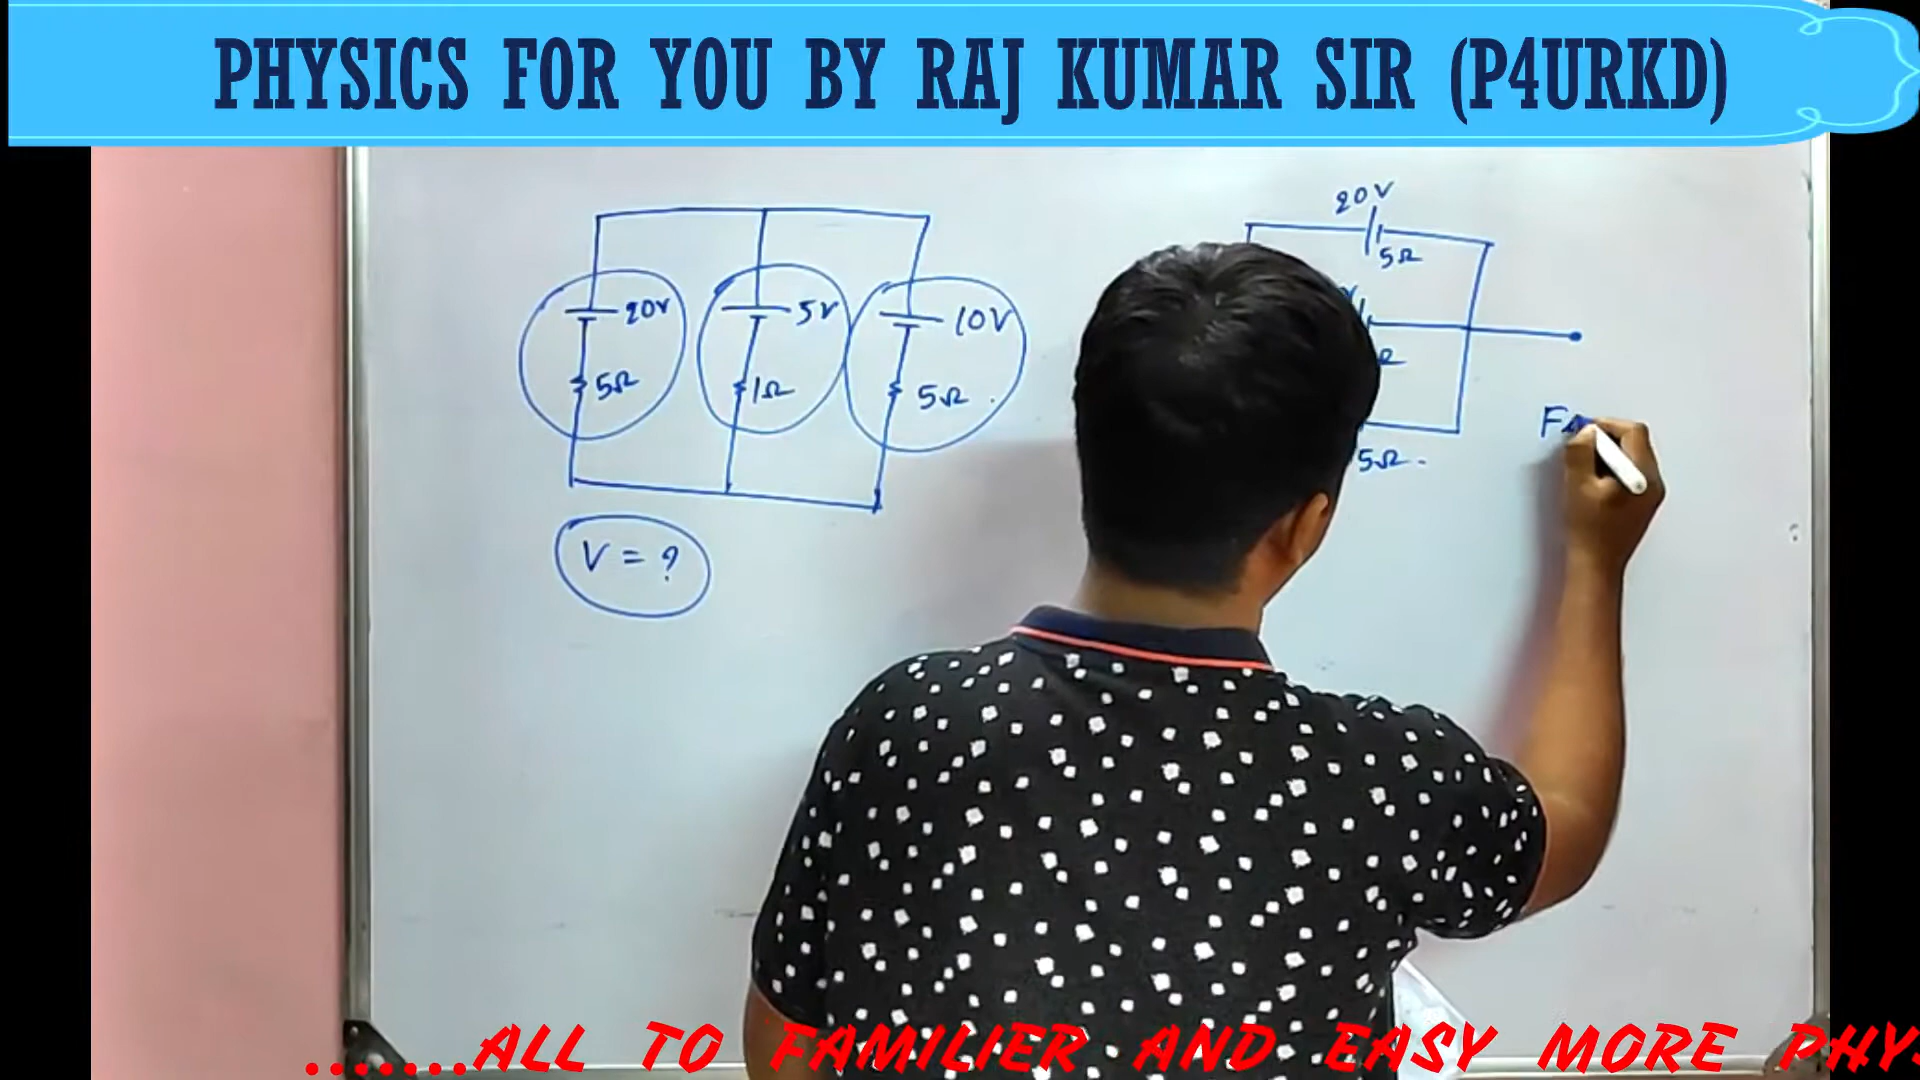 PHYSICS FOR YOU BY RAJ KUMAR SIR (P4URKD)
20V
5Ω
5V
1Ω
10V
5Ω
V = ?
20V
5Ω
5Ω.
.......ALL TO FAMILIER AND EASY MORE PHY